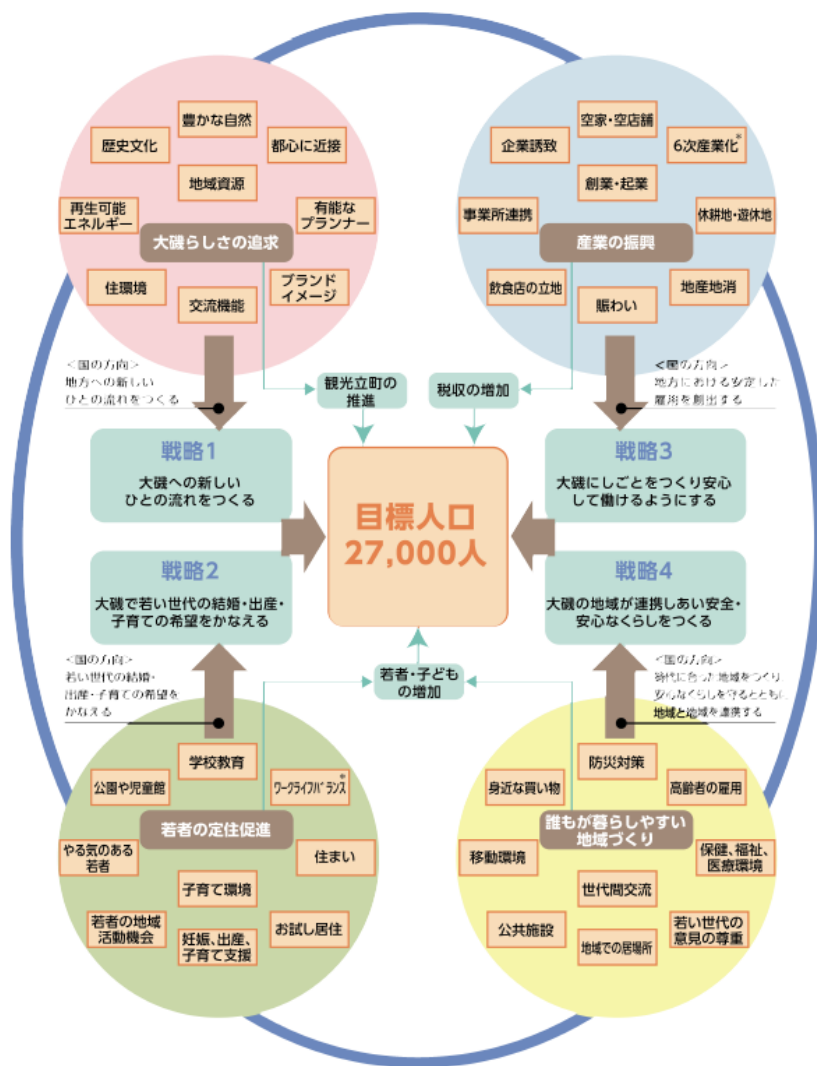 豊かな自然
歴史文化
都心に近接
地域資源
再生可能
エネルギー
有能な
プランナー
大磯らしさの追求
住環境
ブランド
イメージ
交流機能
空家・空店舗
企業誘致
6次産業化*
創業・起業
事業所連携
休耕地・遊休地
産業の振興
飲食店の立地
地産地消
賑わい
<国の方向>
地方への新しい
ひとの流れをつくる
観光立町の
推進
税収の増加
<国の方向>
地方における安定した
雇用を創出する
戦略1
大磯への新しい
ひとの流れをつくる
戦略3
大磯にしごとをつくり安心
して働けるようにする
目標人口
27,000人
戦略2
大磯で若い世代の結婚・出産・
子育ての希望をかなえる
戦略4
大磯の地域が連携しあい安全・
安心なくらしをつくる
<国の方向>
若い世代の結婚・
出産・子育ての希望を
かなえる
若者・子ども
の増加
<国の方向>
時代に合った地域をつくり、
安心なくらしを守るとともに
地域と地域を連携する
学校教育
公園や児童館
ワークライフバランス*
若者の定住促進
やる気のある
若者
住まい
子育て環境
若者の地域
活動機会
妊娠、出産、
子育て支援
お試し居住
防災対策
身近な買い物
高齢者の雇用
誰もが暮らしやすい
地域づくり
移動環境
保健、福祉、
医療環境
世代間交流
公共施設
若い世代の
意見の尊重
地域での居場所